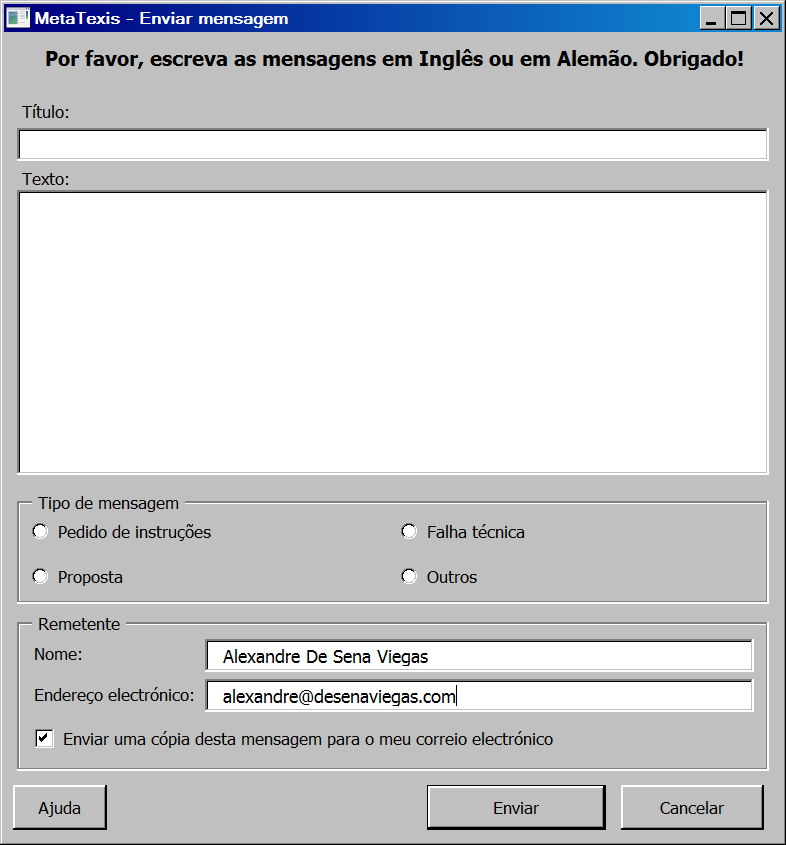 MetaTexis - Enviar mensagem
Por favor, escreva as mensagens em Inglês ou em Alemão. Obrigado!
Título:
Texto:
Tipo de mensagem
Pedido de instruções
Falha técnica
Proposta
Outros
Remetente
Nome: Alexandre De Sena Viegas
Endereço electrónico: alexandre@desenaviegas.com
Enviar uma cópia desta mensagem para o meu correio electrónico
Ajuda
Enviar
Cancelar